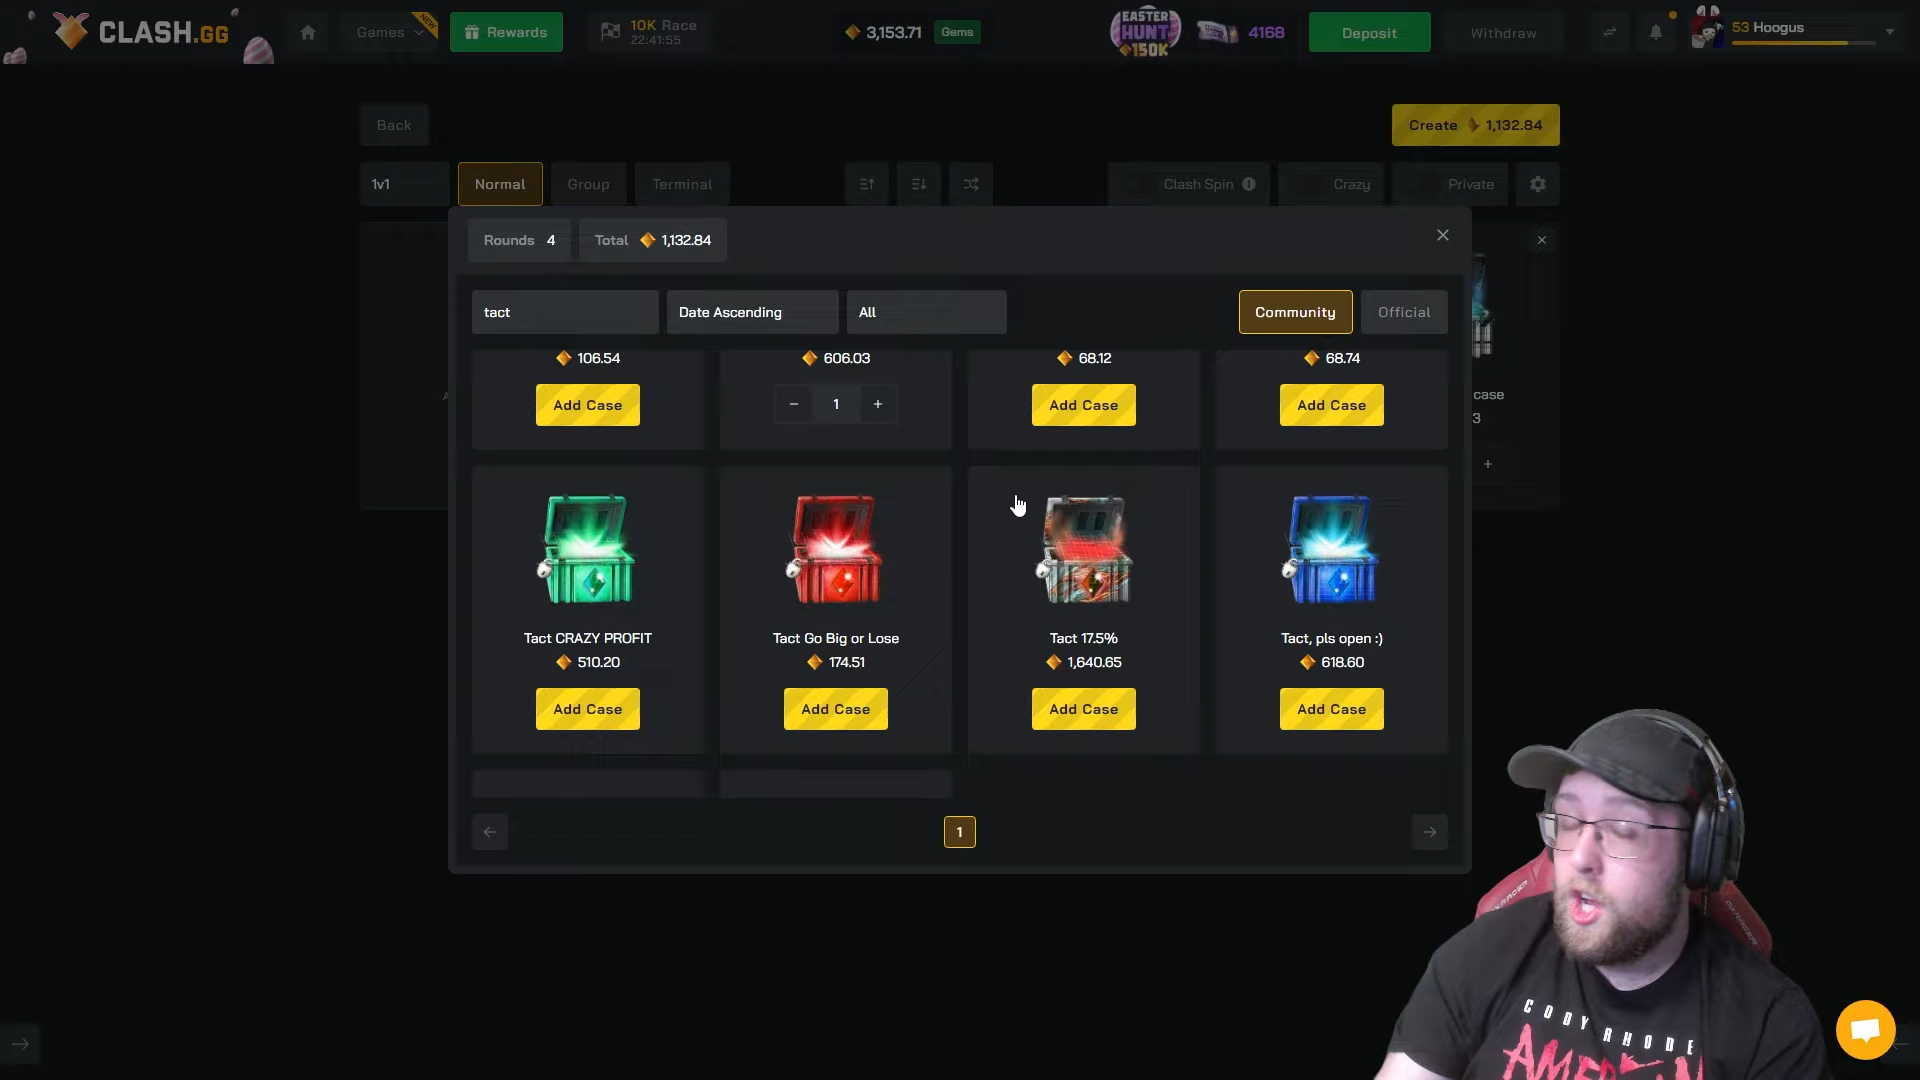 CLASH.GG
Games
NEW
Rewards
10K Race
22:41:55
3,153.71
Gems
EASTER
HUNT
150K
4168
Deposit
Withdraw
53 Hoogus
Back
Create 1,132.84
1v1
Normal
Group
Terminal
Clash Spin
Crazy
Private
Rounds 4
Total 1,132.84
tact
Date Ascending
All
Community
Official
106.54
606.03
68.12
68.74
Add Case
1
Add Case
Add Case
case
3
Tact CRAZY PROFIT
510.20
Add Case
Tact Go Big or Lose
174.51
Add Case
Tact 17.5%
1,640.65
Add Case
Tact, pls open :)
618.60
Add Case
1
CODY RHODE